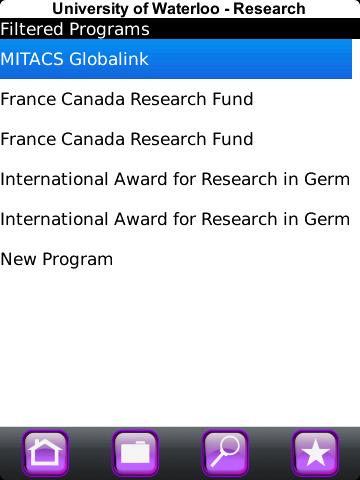 University of Waterloo - Research
Filtered Programs
MITACS Globalink
France Canada Research Fund
France Canada Research Fund
International Award for Research in Germ
International Award for Research in Germ
New Program